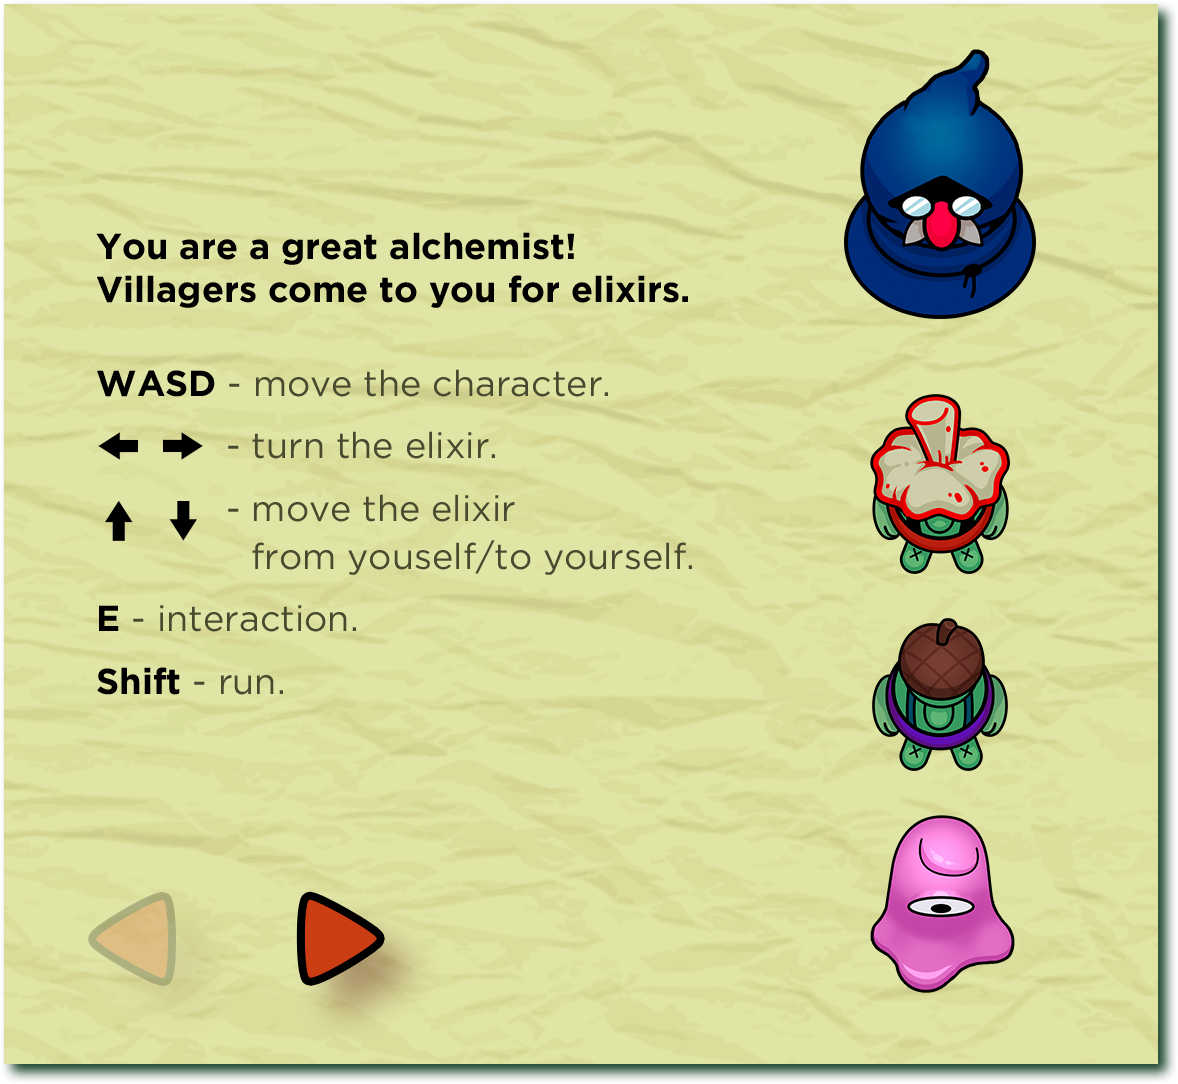 You are a great alchemist!
Villagers come to you for elixirs.
WASD - move the character.
- turn the elixir.
- move the elixir
from youself/to yourself.
E - interaction.
Shift - run.